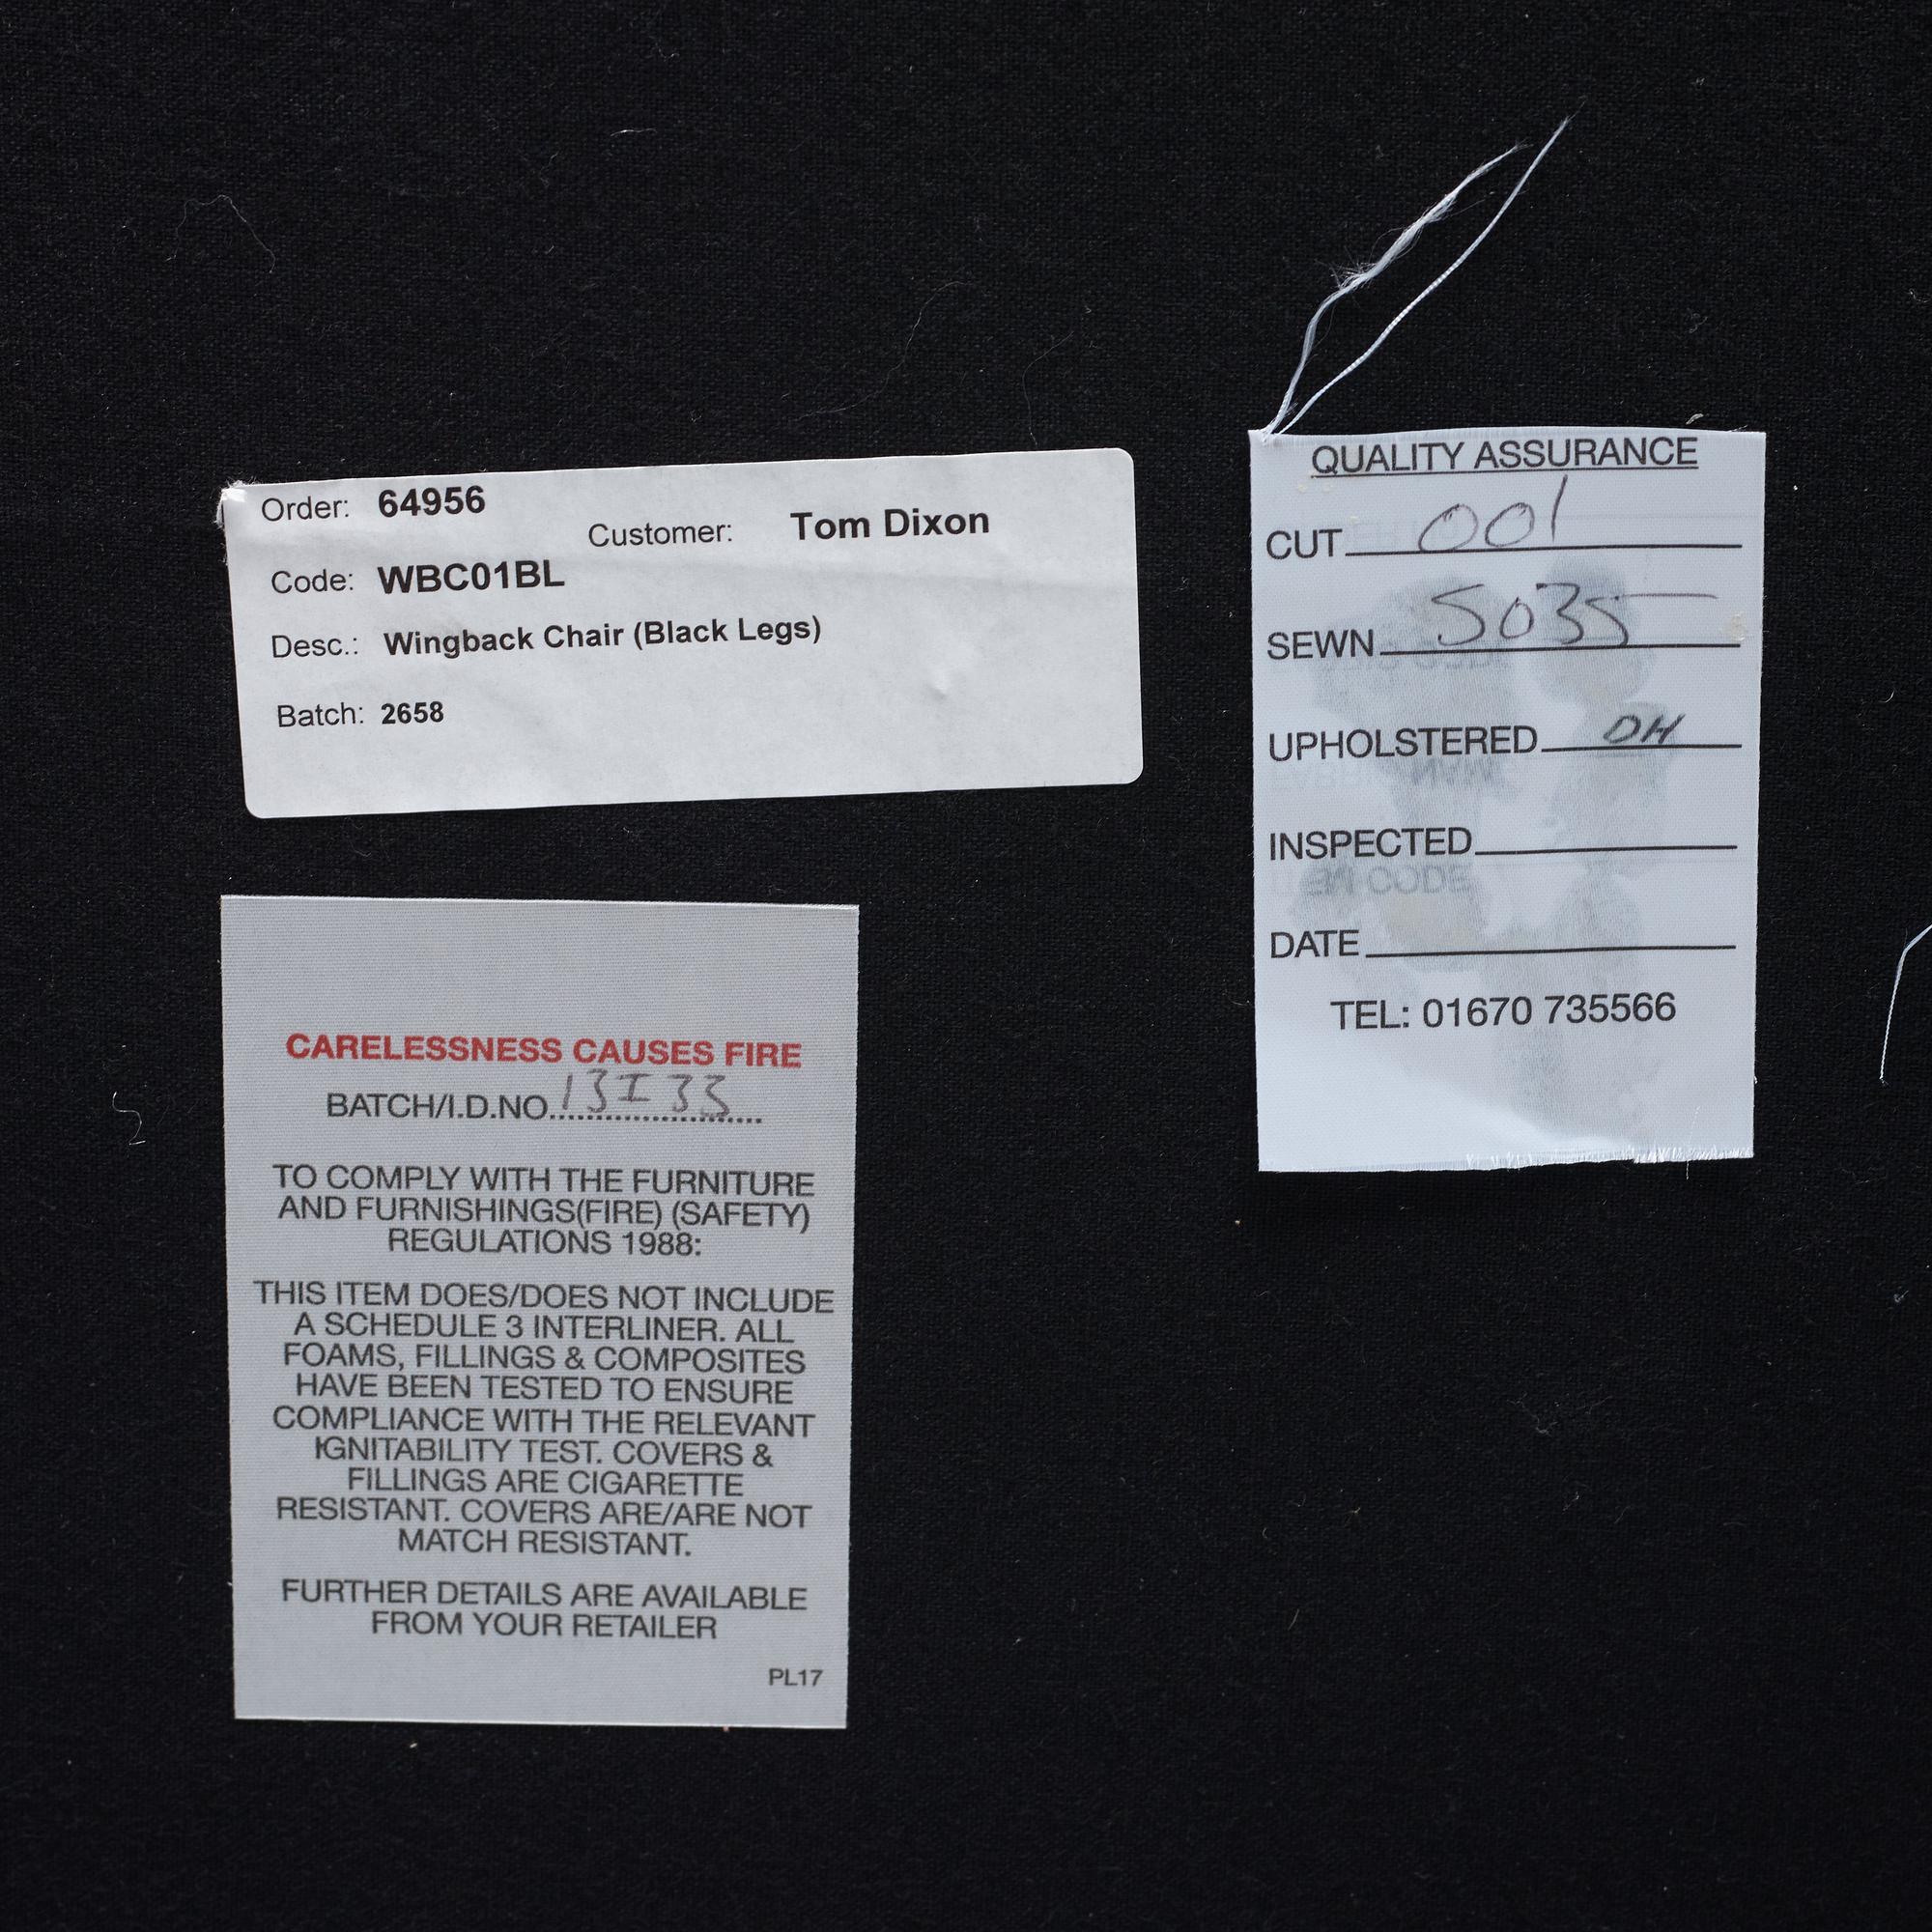 Order: 64956
Customer: Tom Dixon
Code: WBC01BL
Desc.: Wingback Chair (Black Legs)
Batch: 2658
QUALITY ASSURANCE
CUT 001
SEWN 5035
UPHOLSTERED DH
INSPECTED
DATE
TEL: 01670 735566
CARELESSNESS CAUSES FIRE
BATCH/I.D.NO. 13I33
TO COMPLY WITH THE FURNITURE
AND FURNISHINGS(FIRE) (SAFETY)
REGULATIONS 1988:
THIS ITEM DOES/DOES NOT INCLUDE
A SCHEDULE 3 INTERLINER. ALL
FOAMS, FILLINGS & COMPOSITES
HAVE BEEN TESTED TO ENSURE
COMPLIANCE WITH THE RELEVANT
IGNITABILITY TEST. COVERS &
FILLINGS ARE CIGARETTE
RESISTANT. COVERS ARE/ARE NOT
MATCH RESISTANT.
FURTHER DETAILS ARE AVAILABLE
FROM YOUR RETAILER
PL17